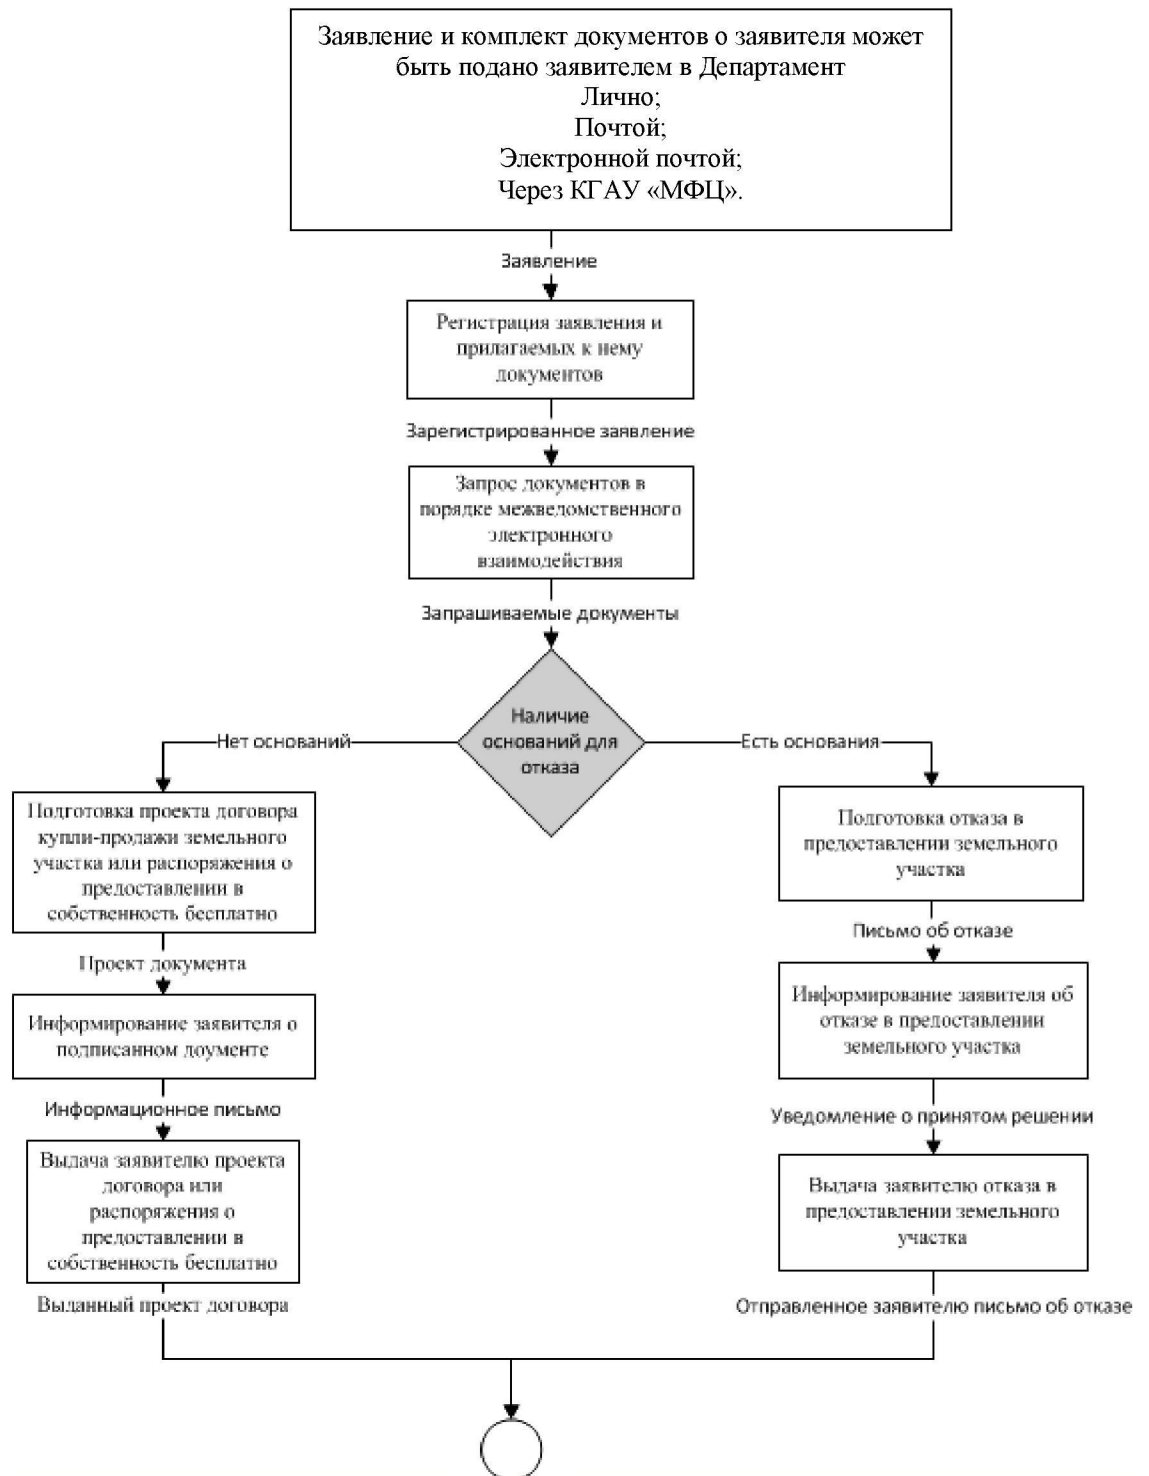 Заявление и комплект документов о заявителя может
быть подано заявителем в Департамент
Лично;
Почтой;
Электронной почтой;
Через КГАУ «МФЦ».
Заявление
Регистрация заявления и
прилагаемых к нему
документов
Зарегистрированное заявление
Запрос документов в
порядке межведомственного
электронного
взаимодействия
Запрашиваемые документы
Наличие
оснований для
отказа
Нет оснований
Подготовка проекта договора
купли-продажи земельного
участка или распоряжения о
предоставлении в
собственность бесплатно
Проект документа
Информирование заявителя о
подписанном доументе
Информационное письмо
Выдача заявителю проекта
договора или
распоряжения о
предоставлении в
собственность бесплатно
Выданный проект договора
Есть основания
Подготовка отказа в
предоставлении земельного
участка
Письмо об отказе
Информирование заявителя об
отказе в предоставлении
земельного участка
Уведомление о принятом решении
Выдача заявителю отказа в
предоставлении земельного
участка
Отправленное заявителю письмо об отказе